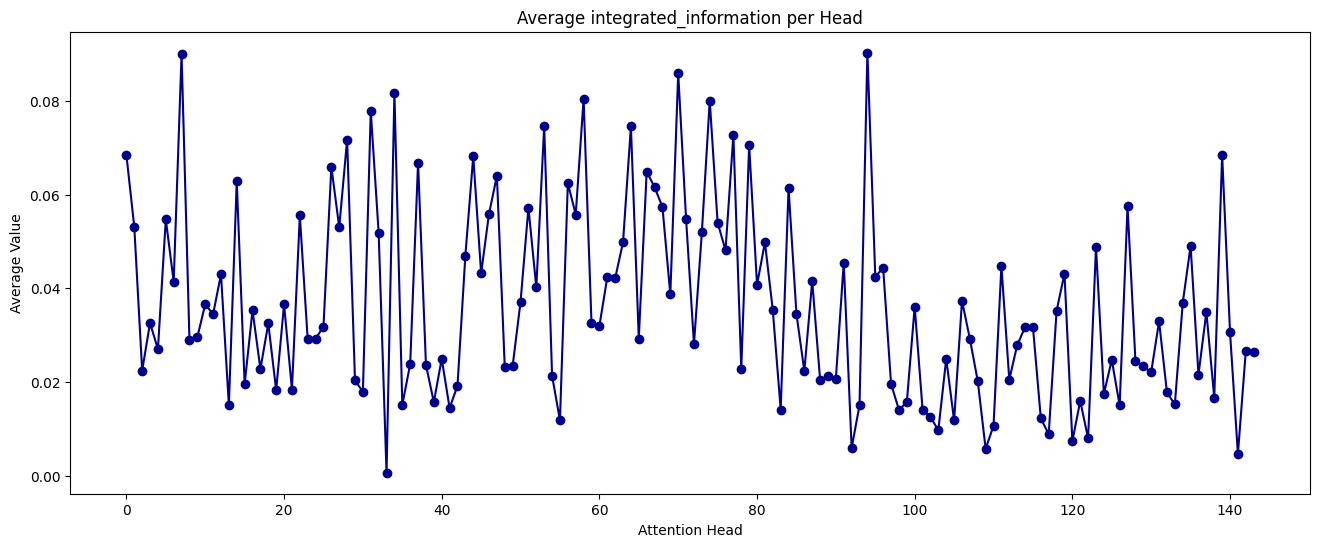 Average integrated_information per Head
Average Value
0.08
0.06
0.04
0.02
0.00
0 20 40 60 80 100 120 140
Attention Head